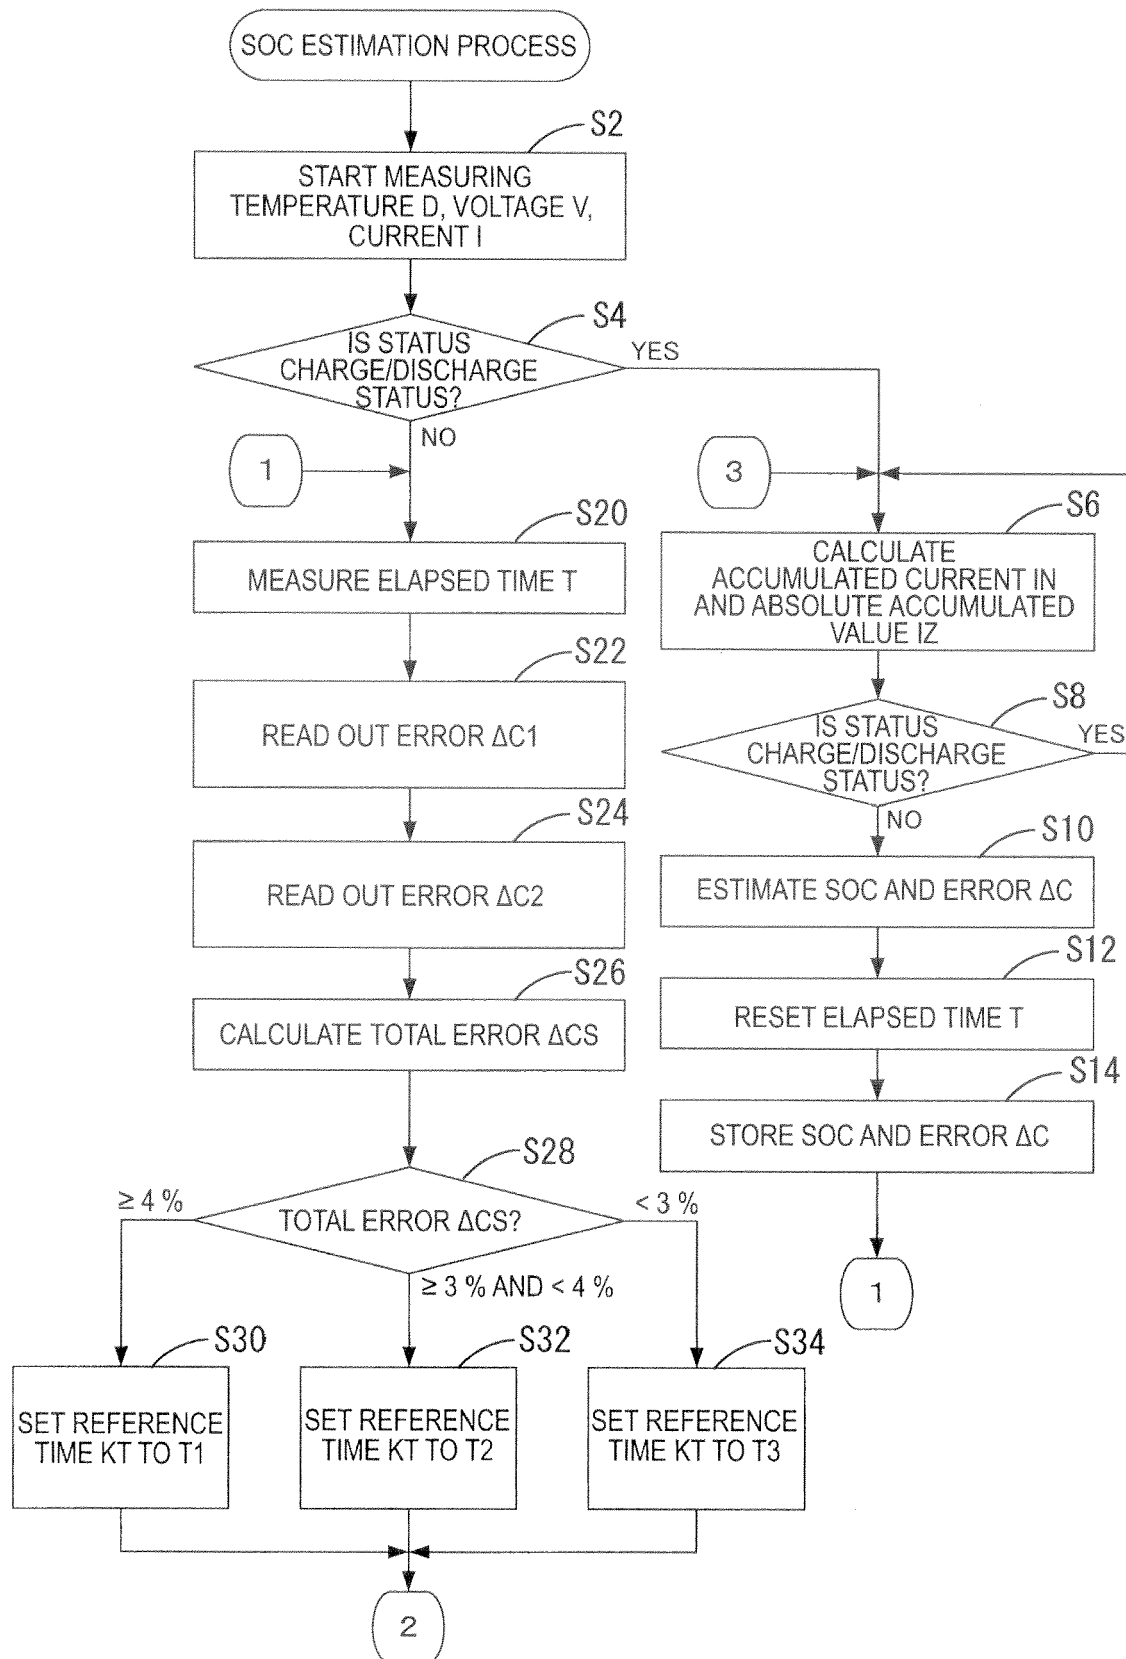 SOC ESTIMATION PROCESS
S2
START MEASURING
TEMPERATURE D, VOLTAGE V,
CURRENT I
S4
IS STATUS
CHARGE/DISCHARGE
STATUS?
YES
NO
1
3
S20
MEASURE ELAPSED TIME T
S6
CALCULATE
ACCUMULATED CURRENT IN
AND ABSOLUTE ACCUMULATED
VALUE IZ
S22
READ OUT ERROR ΔC1
S8
IS STATUS
CHARGE/DISCHARGE
STATUS?
YES
NO
S24
READ OUT ERROR ΔC2
S10
ESTIMATE SOC AND ERROR ΔC
S26
CALCULATE TOTAL ERROR ΔCS
S12
RESET ELAPSED TIME T
S14
STORE SOC AND ERROR ΔC
1
S28
TOTAL ERROR ΔCS?
≥ 4 %
< 3 %
≥ 3 % AND < 4 %
S30
SET REFERENCE
TIME KT TO T1
S32
SET REFERENCE
TIME KT TO T2
S34
SET REFERENCE
TIME KT TO T3
2